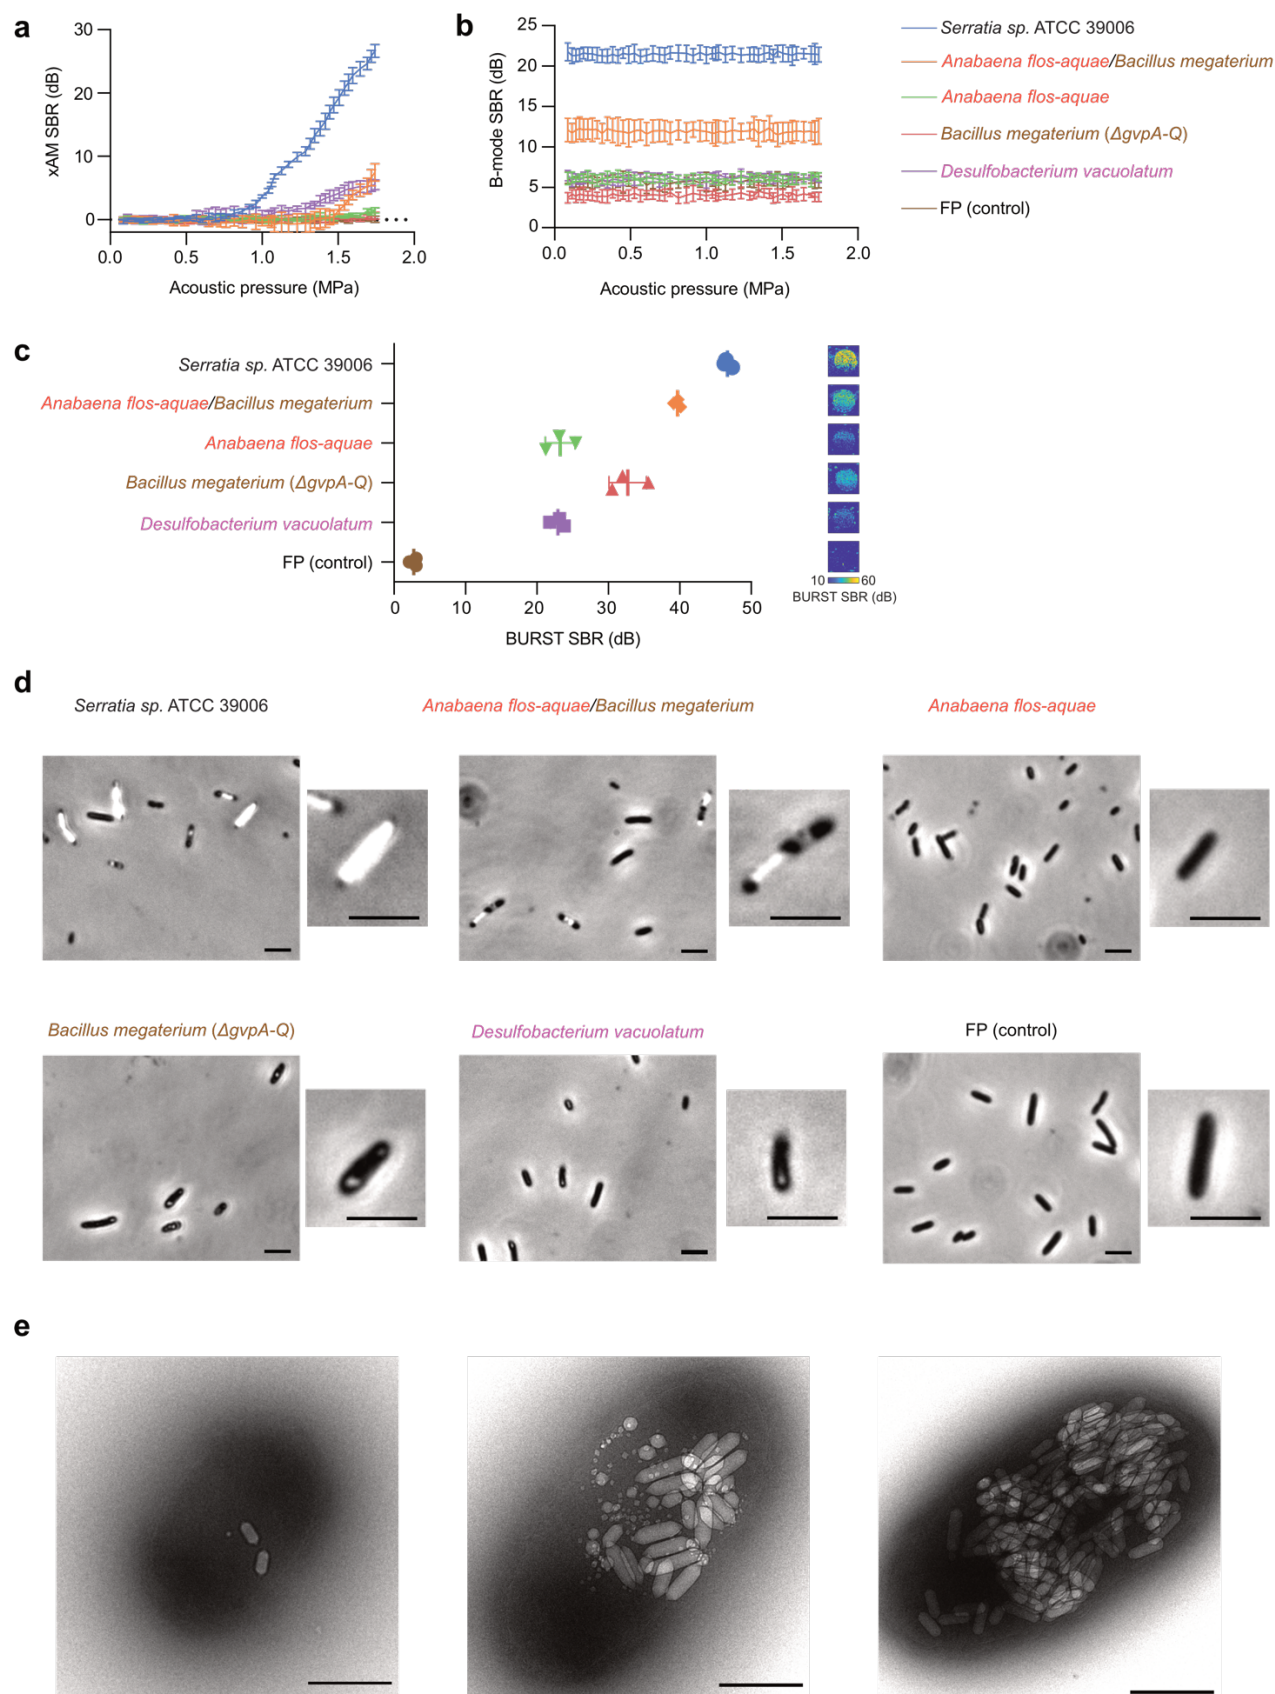 a
30
20
10
0
xAM SBR (dB)
0.0
0.5
1.0
1.5
2.0
Acoustic pressure (MPa)
b
25
20
15
10
5
0
B-mode SBR (dB)
0.0
0.5
1.0
1.5
2.0
Acoustic pressure (MPa)
Serratia sp. ATCC 39006
Anabaena flos-aquae/Bacillus megaterium
Anabaena flos-aquae
Bacillus megaterium (ΔgvpA-Q)
Desulfobacterium vacuolatum
FP (control)
c
Serratia sp. ATCC 39006
Anabaena flos-aquae/Bacillus megaterium
Anabaena flos-aquae
Bacillus megaterium (ΔgvpA-Q)
Desulfobacterium vacuolatum
FP (control)
0 10 20 30 40 50
BURST SBR (dB)
10 60
BURST SBR (dB)
d
Serratia sp. ATCC 39006
Anabaena flos-aquae/Bacillus megaterium
Anabaena flos-aquae
Bacillus megaterium (ΔgvpA-Q)
Desulfobacterium vacuolatum
FP (control)
e